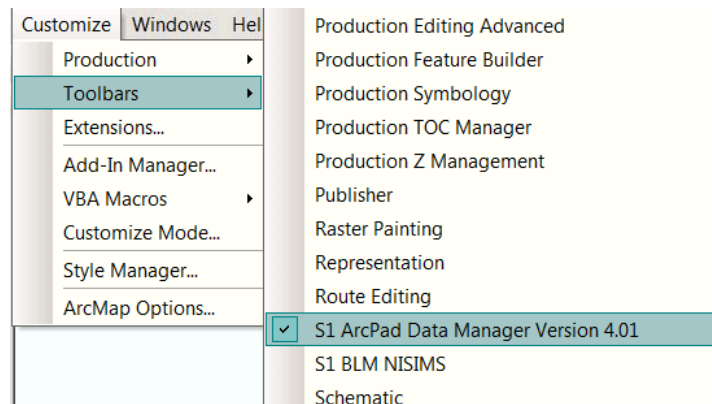 Customize Windows Hel
Production
Toolbars
Extensions...
Add-In Manager...
VBA Macros
Customize Mode...
Style Manager...
ArcMap Options...
Production Editing Advanced
Production Feature Builder
Production Symbology
Production TOC Manager
Production Z Management
Publisher
Raster Painting
Representation
Route Editing
S1 ArcPad Data Manager Version 4.01
S1 BLM NISIMS
Schematic